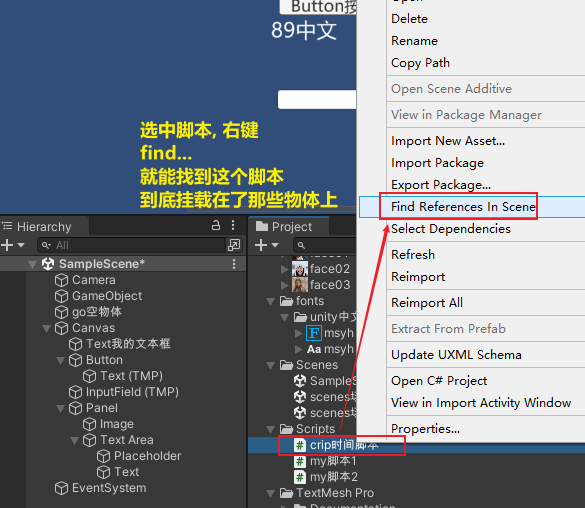 Button按
89中文
选中脚本, 右键
find...
就能找到这个脚本
到底挂载在了那些物体上
Open
Delete
Rename
Copy Path
Open Scene Additive
View in Package Manager
Import New Asset...
Import Package
Export Package...
Find References In Scene
Select Dependencies
Refresh
Reimport
Reimport All
Extract From Prefab
Update UXML Schema
Open C# Project
View in Import Activity Window
Properties...
Hierarchy
All
SampleScene*
Camera
GameObject
go空物体
Canvas
Text我的文本框
Button
Text (TMP)
InputField (TMP)
Panel
Image
Text Area
Placeholder
Text
EventSystem
Project
face02
face03
fonts
unity中文
msyh
Aa msyh
Scenes
SampleS
scenes
scenes
Scripts
# crip时间脚本
# my脚本1
# my脚本2
TextMesh Pro